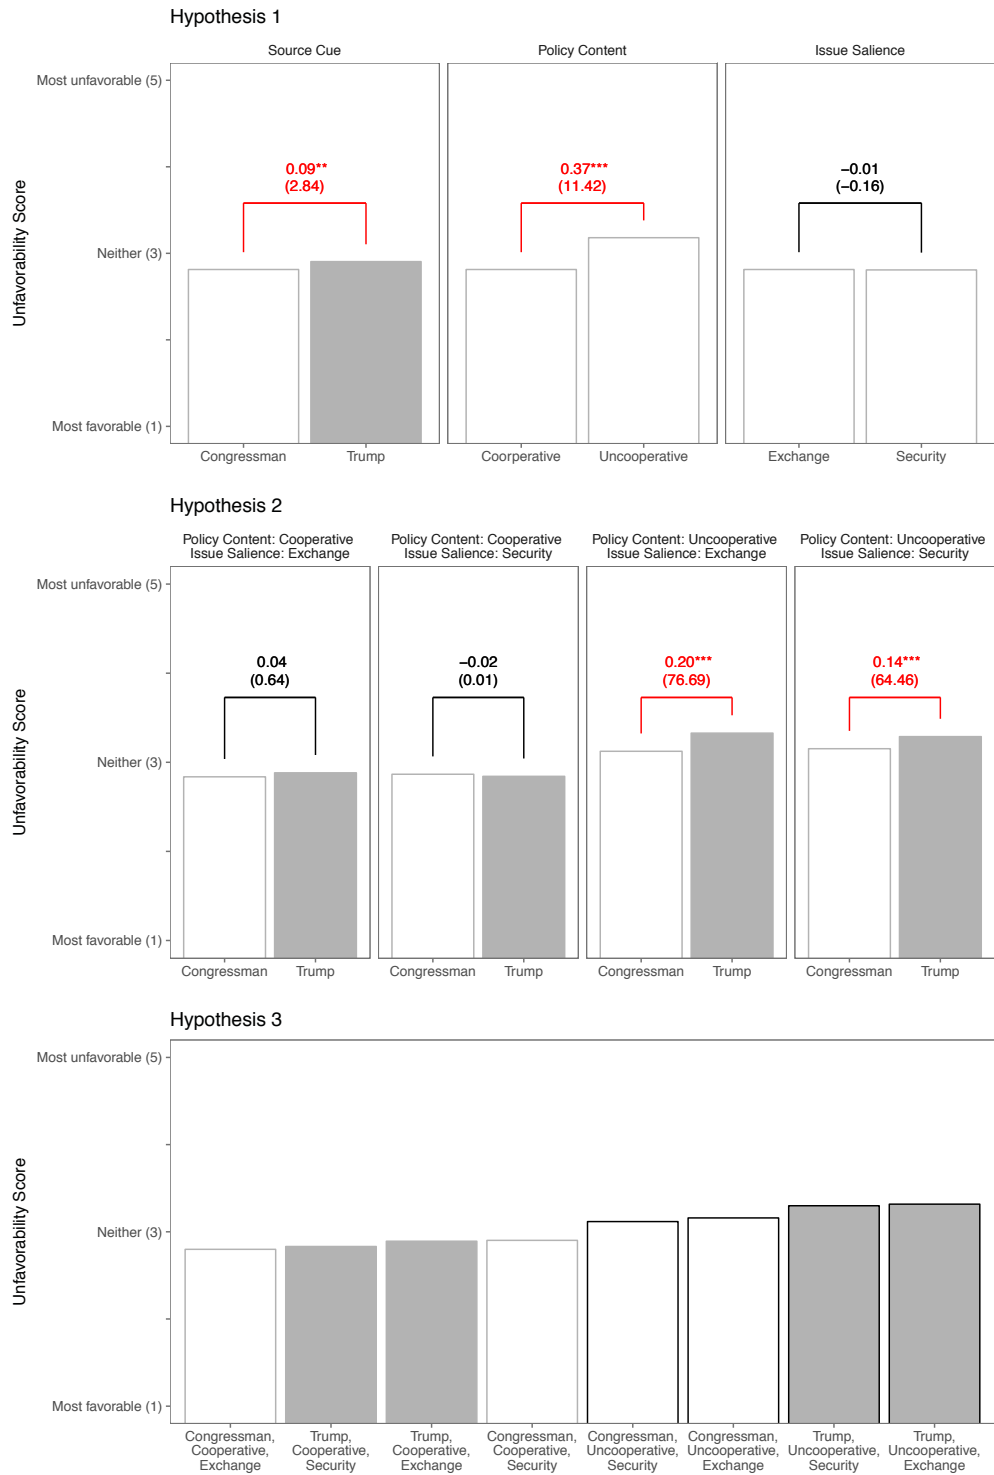 Hypothesis 1
Source Cue
Policy Content
Issue Salience
Unfavorability Score
Most unfavorable (5)
Neither (3)
Most favorable (1)
0.09**
(2.84)
0.37***
(11.42)
−0.01
(−0.16)
Congressman
Trump
Coorperative
Uncooperative
Exchange
Security
Hypothesis 2
Policy Content: Cooperative
Issue Salience: Exchange
Policy Content: Cooperative
Issue Salience: Security
Policy Content: Uncooperative
Issue Salience: Exchange
Policy Content: Uncooperative
Issue Salience: Security
Unfavorability Score
Most unfavorable (5)
Neither (3)
Most favorable (1)
0.04
(0.64)
−0.02
(0.01)
0.20***
(76.69)
0.14***
(64.46)
Congressman
Trump
Congressman
Trump
Congressman
Trump
Congressman
Trump
Hypothesis 3
Unfavorability Score
Most unfavorable (5)
Neither (3)
Most favorable (1)
Congressman,
Cooperative,
Exchange
Trump,
Cooperative,
Security
Trump,
Cooperative,
Exchange
Congressman,
Cooperative,
Security
Congressman,
Uncooperative,
Security
Congressman,
Uncooperative,
Exchange
Trump,
Uncooperative,
Security
Trump,
Uncooperative,
Exchange